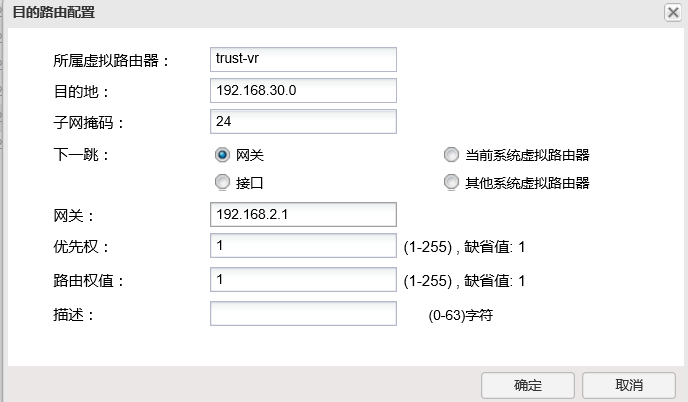 目的路由配置
所属虚拟路由器： trust-vr
目的地： 192.168.30.0
子网掩码： 24
下一跳： 网关 当前系统虚拟路由器
接口 其他系统虚拟路由器
网关： 192.168.2.1
优先权： 1 (1-255) , 缺省值: 1
路由权值： 1 (1-255) , 缺省值: 1
描述： (0-63)字符
确定 取消